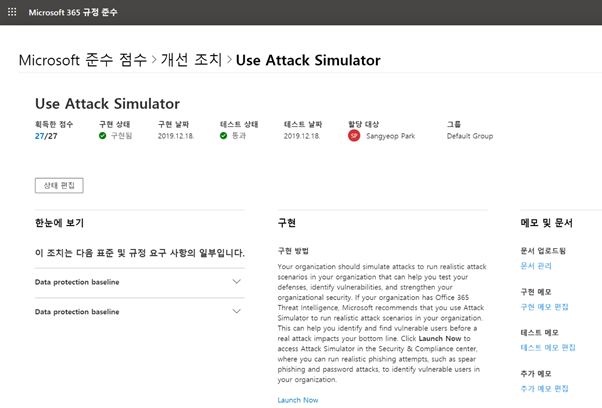 Microsoft 365 규정 준수
Microsoft 준수 점수 > 개선 조치 > Use Attack Simulator
Use Attack Simulator
획득한 점수 구현 상태 구현 날짜 테스트 상태 테스트 날짜 할당 대상 그룹
27/27 구현됨 2019.12.18. 통과 2019.12.18. SP Sangyeop Park Default Group
상태 편집
한눈에 보기
이 조치는 다음 표준 및 규정 요구 사항의 일부입니다.
Data protection baseline
Data protection baseline
구현
구현 방법
Your organization should simulate attacks to run realistic attack
scenarios in your organization that can help you test your
defenses, identify vulnerabilities, and strengthen your
organizational security. If your organization has Office 365
Threat Intelligence, Microsoft recommends that you use Attack
Simulator to run realistic attack scenarios in your organization.
This can help you identify and find vulnerable users before a
real attack impacts your bottom line. Click Launch Now to
access Attack Simulator in the Security & Compliance center,
where you can run realistic phishing attempts, such as spear
phishing and password attacks, to identify vulnerable users in
your organization.
Launch Now
메모 및 문서
문서 업로드됨
문서 관리
구현 메모
구현 메모 편집
테스트 메모
테스트 메모 편집
추가 메모
추가 메모 편집